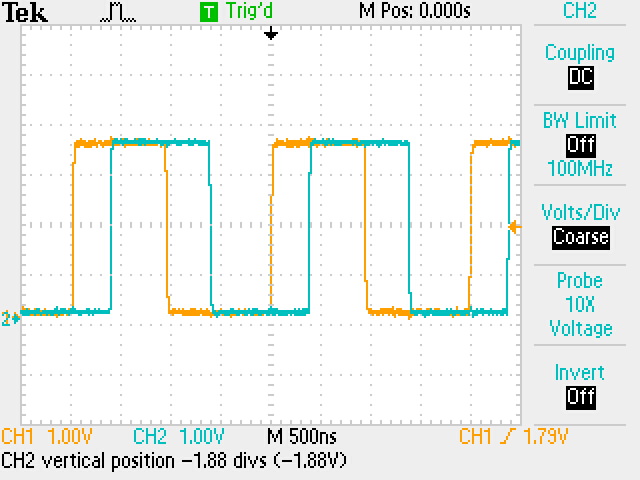 Tek T Trig'd M Pos: 0.000s CH2
Coupling
DC
BW Limit
Off
100MHz
Volts/Div
Coarse
Probe
10X
Voltage
Invert
Off
2
CH1 1.00V CH2 1.00V M 500ns CH1 1.79V
CH2 vertical position -1.88 divs (-1.88V)